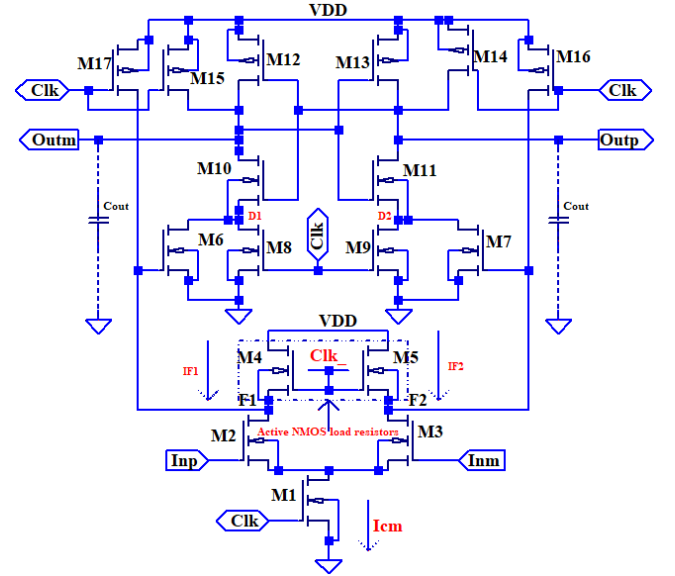 VDD
M17 M12 M13 M14 M16
M15
Clk Clk
Outm Outp
M10 M11
Cout Cout
D1 D2
M6 M8 Clk M9 M7
VDD
M4 Clk_ M5
IF1 IF2
F1 F2
Active NMOS load resistors
M2 M3
Inp Inm
M1
Clk Icm